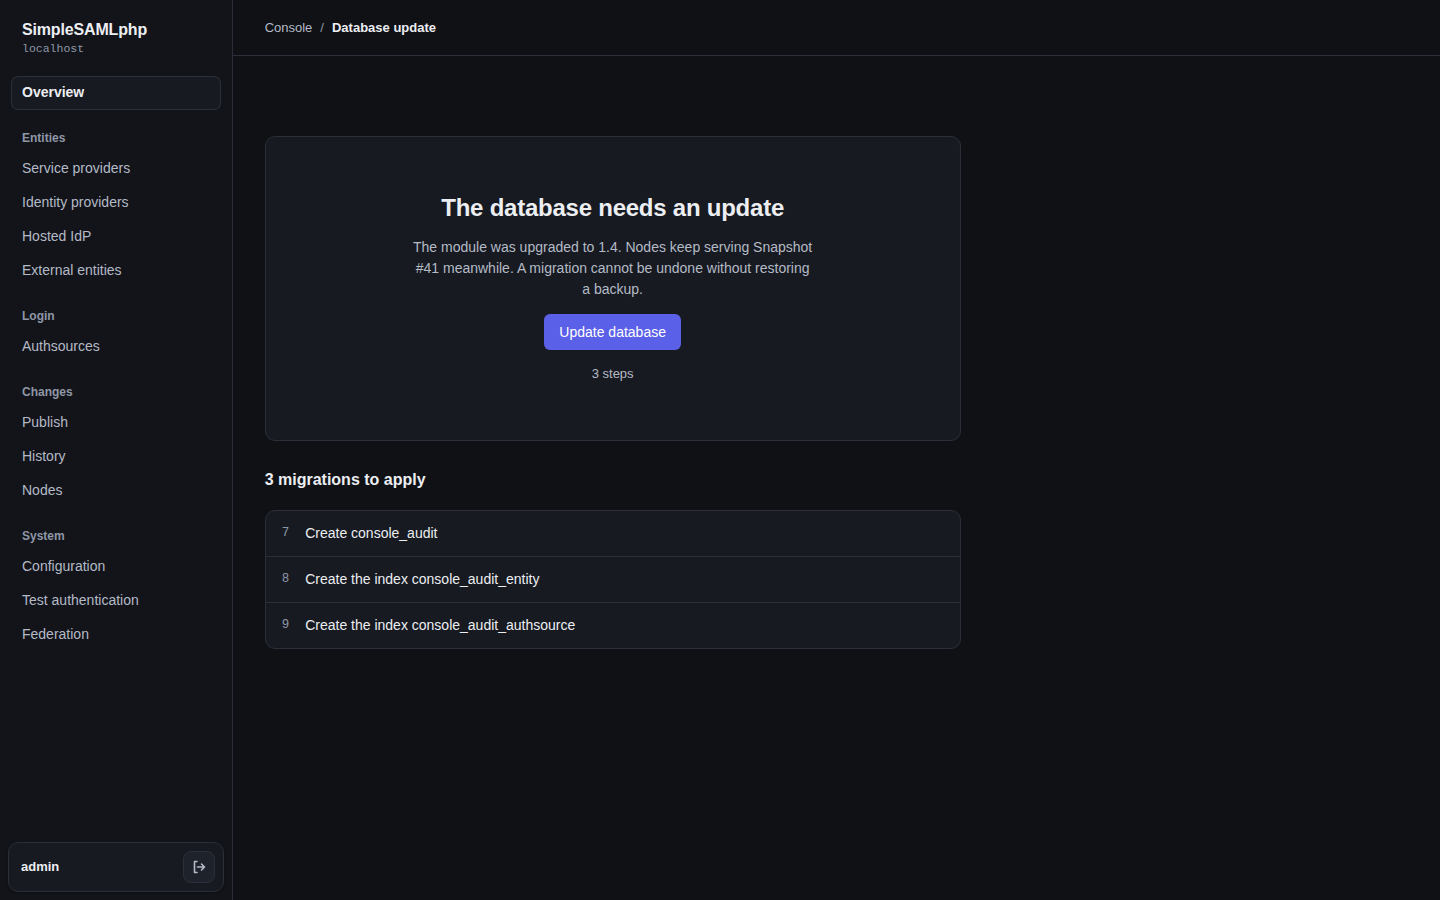 SimpleSAMLphp
localhost
Overview
Entities
Service providers
Identity providers
Hosted IdP
External entities
Login
Authsources
Changes
Publish
History
Nodes
System
Configuration
Test authentication
Federation
admin
Console / Database update
The database needs an update
The module was upgraded to 1.4. Nodes keep serving Snapshot
#41 meanwhile. A migration cannot be undone without restoring
a backup.
Update database
3 steps
3 migrations to apply
7 Create console_audit
8 Create the index console_audit_entity
9 Create the index console_audit_authsource